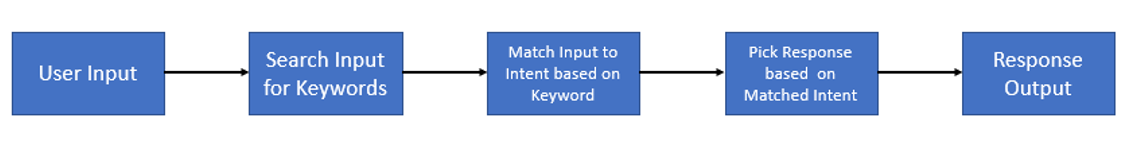 User Input
Search Input
for Keywords
Match Input to
Intent based on
Keyword
Pick Response
based on
Matched Intent
Response
Output